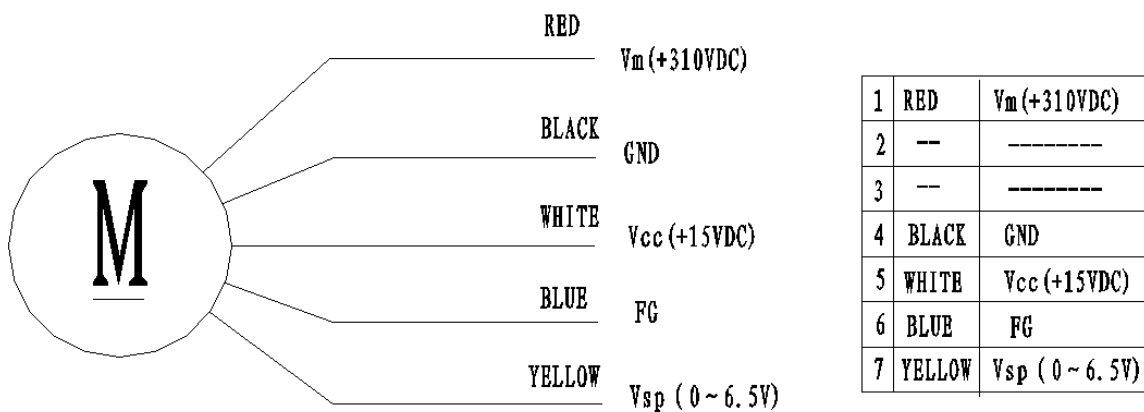 RED
Vm(+310VDC)
BLACK
GND
WHITE
Vcc(+15VDC)
BLUE
FG
YELLOW
Vsp ( 0~6.5V)
M
1 RED Vm(+310VDC)
2 -- --------
3 -- --------
4 BLACK GND
5 WHITE Vcc(+15VDC)
6 BLUE FG
7 YELLOW Vsp ( 0~6.5V)